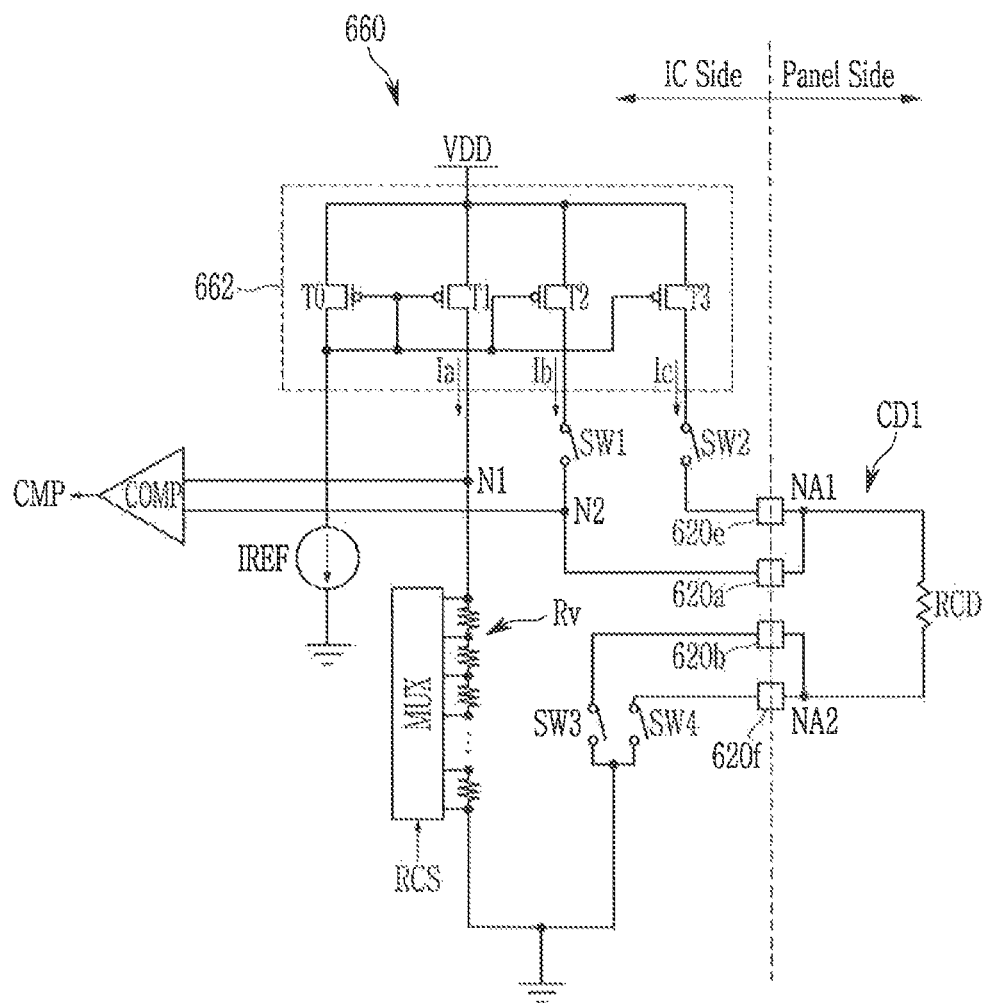 660
IC Side
Panel Side
VDD
662
T0
T1
T2
T3
Ia
Ib
Ic
SW1
SW2
CD1
CMP
COMP
N1
N2
NA1
620e
IREF
620a
RCD
Rv
620b
MUX
SW3
SW4
NA2
620f
RCS